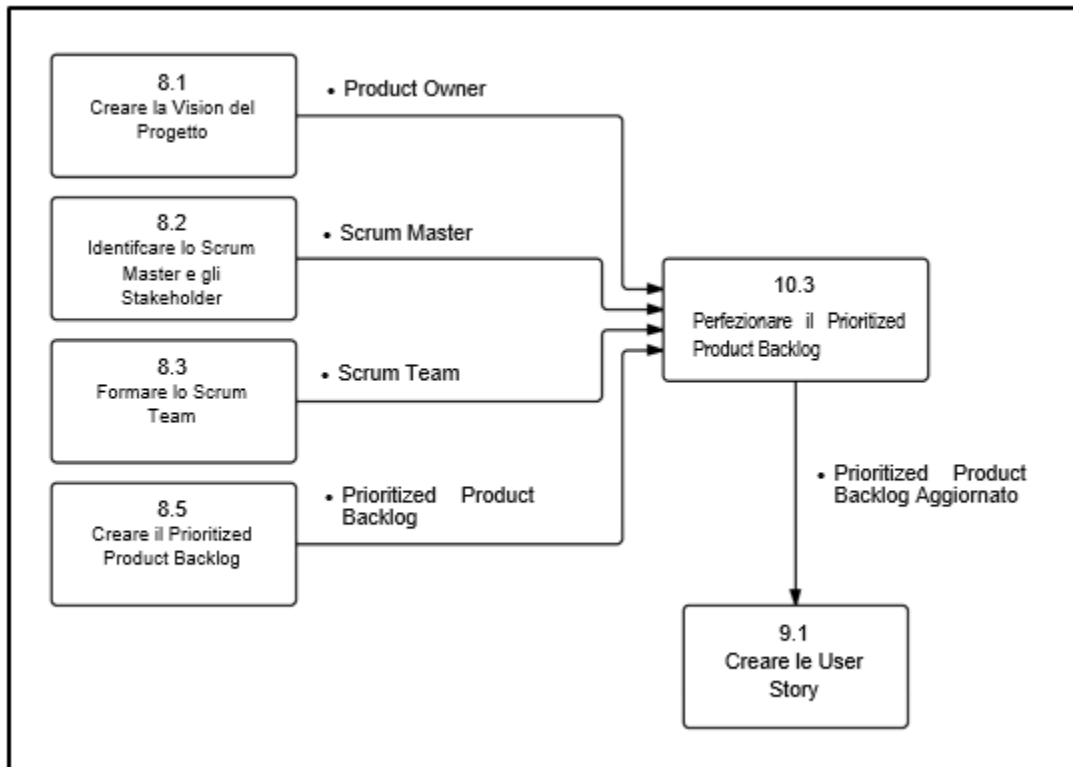 8.1
Creare la Vision del
Progetto
• Product Owner
8.2
Identifcare lo Scrum
Master e gli
Stakeholder
• Scrum Master
8.3
Formare lo Scrum
Team
• Scrum Team
8.5
Creare il Prioritized
Product Backlog
• Prioritized Product
Backlog
10.3
Perfezionare il Prioritized
Product Backlog
• Prioritized Product
Backlog Aggiornato
9.1
Creare le User
Story